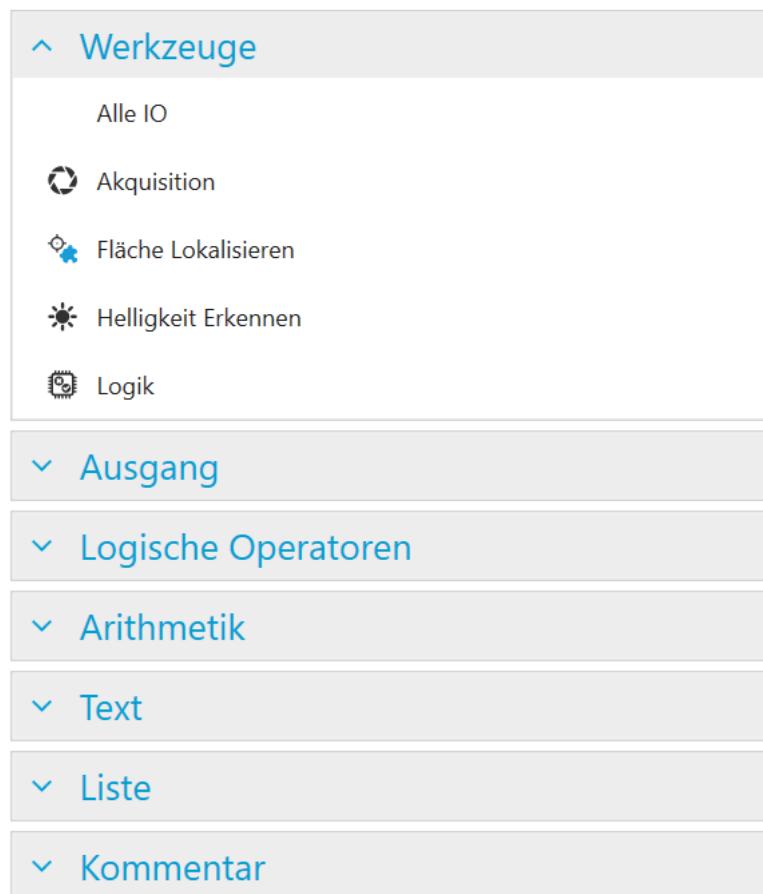 Werkzeuge
Alle IO
Akquisition
Fläche Lokalisieren
Helligkeit Erkennen
Logik
Ausgang
Logische Operatoren
Arithmetik
Text
Liste
Kommentar